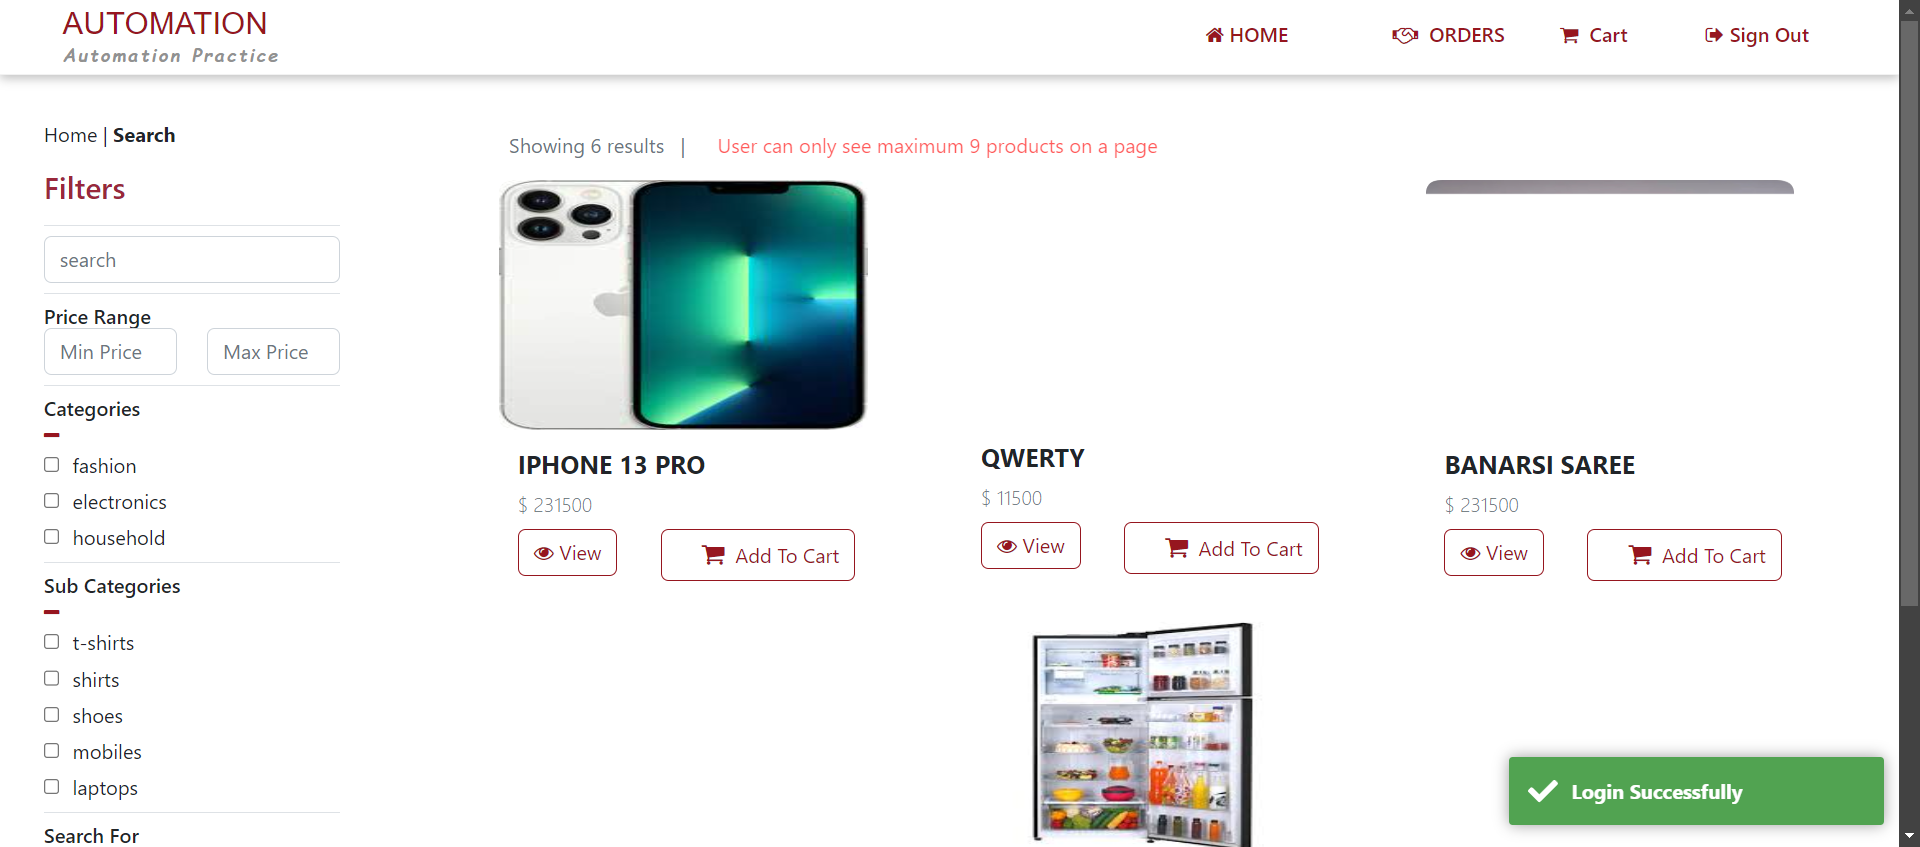 AUTOMATION
Automation Practice
HOME
ORDERS
Cart
Sign Out
Home | Search
Filters
search
Price Range
Min Price
Max Price
Categories
fashion
electronics
household
Sub Categories
t-shirts
shirts
shoes
mobiles
laptops
Search For
Showing 6 results |
User can only see maximum 9 products on a page
IPHONE 13 PRO
$ 231500
View
Add To Cart
QWERTY
$ 11500
View
Add To Cart
BANARSI SAREE
$ 231500
View
Add To Cart
Login Successfully